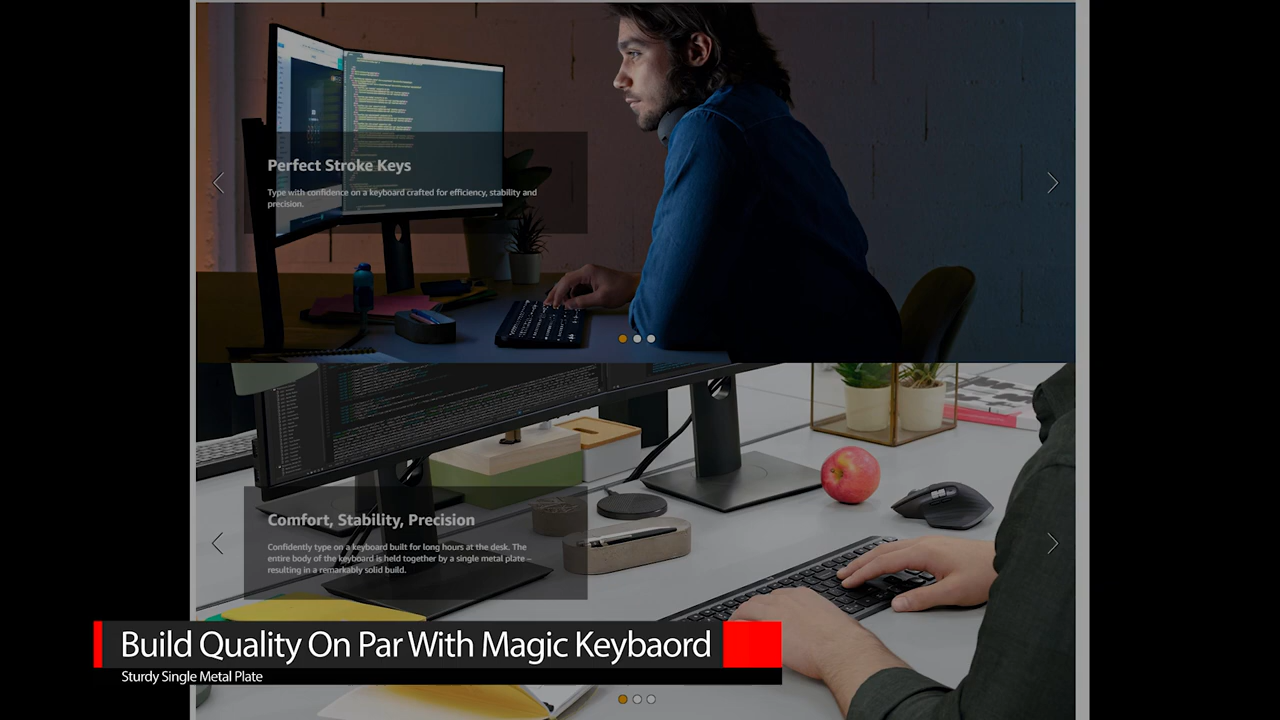 Perfect Stroke Keys
Type with confidence on a keyboard crafted for efficiency, stability and
precision.
Comfort, Stability, Precision
Confidently type on a keyboard built for long hours at the desk. The
entire body of the keyboard is held together by a single metal plate –
resulting in a remarkably solid build.
Build Quality On Par With Magic Keybaord
Sturdy Single Metal Plate